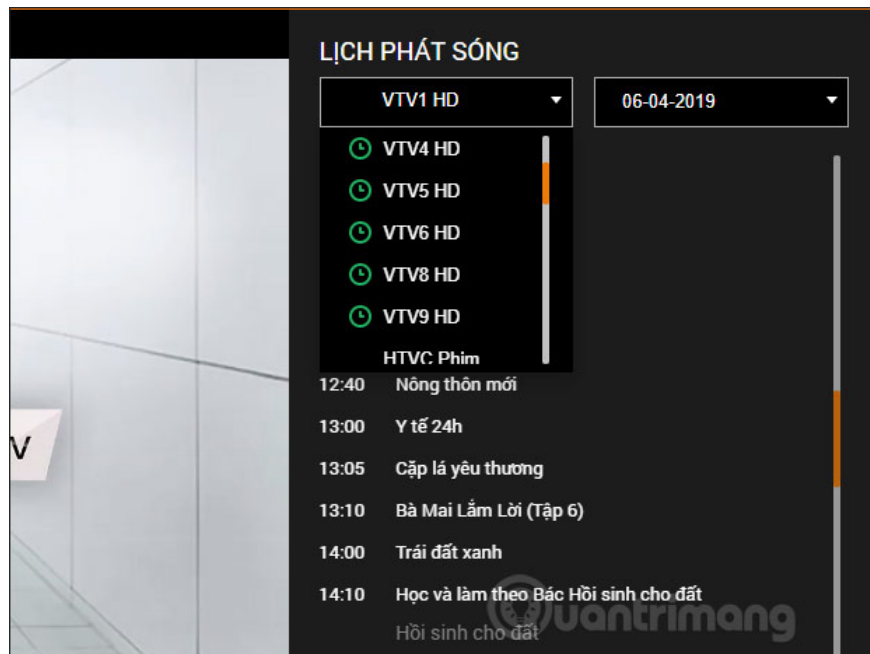 LỊCH PHÁT SÓNG
VTV1 HD
06-04-2019
VTV4 HD
VTV5 HD
VTV6 HD
VTV8 HD
VTV9 HD
HTVC Phim
12:40 Nông thôn mới
13:00 Y tế 24h
V
13:05 Cặp lá yêu thương
13:10 Bà Mai Lắm Lời (Tập 6)
14:00 Trái đất xanh
14:10 Học và làm theo Bác Hồi sinh cho đất
Hồi sinh cho đất
Quantrimang